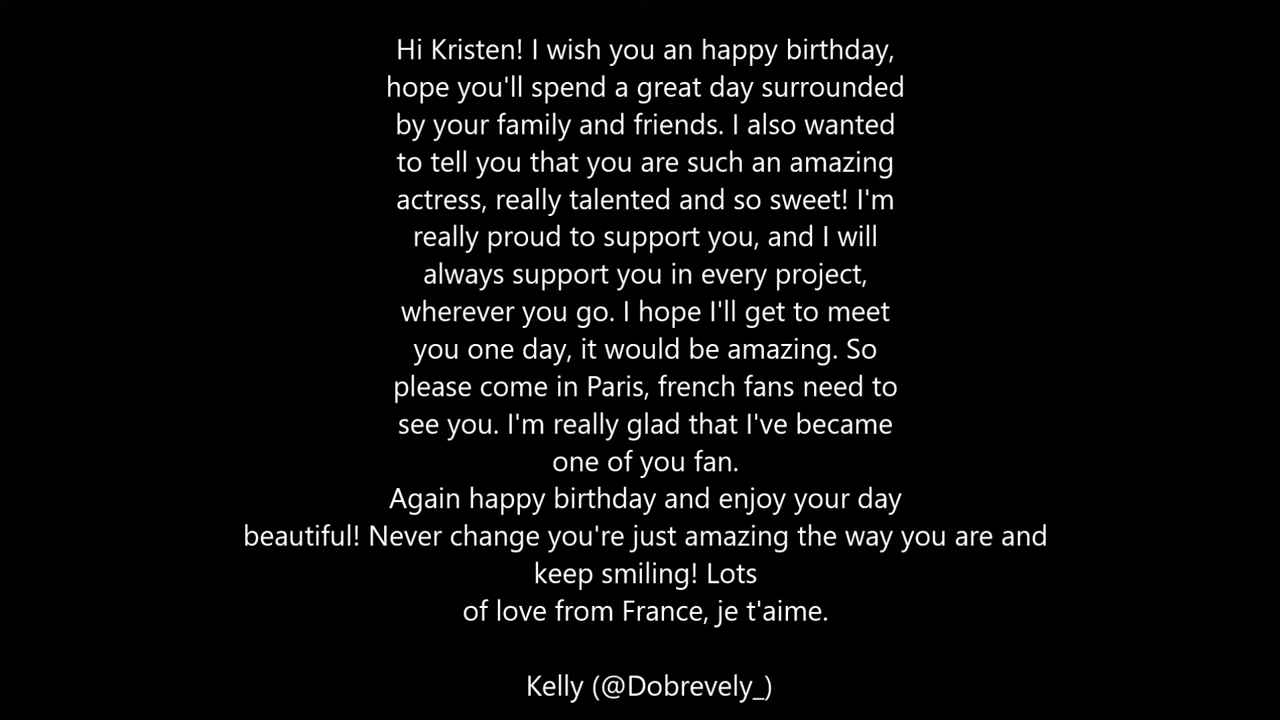 Hi Kristen! I wish you an happy birthday,
hope you'll spend a great day surrounded
by your family and friends. I also wanted
to tell you that you are such an amazing
actress, really talented and so sweet! I'm
really proud to support you, and I will
always support you in every project,
wherever you go. I hope I'll get to meet
you one day, it would be amazing. So
please come in Paris, french fans need to
see you. I'm really glad that I've became
one of you fan.
Again happy birthday and enjoy your day
beautiful! Never change you're just amazing the way you are and
keep smiling! Lots
of love from France, je t'aime.
Kelly (@Dobrevely_)